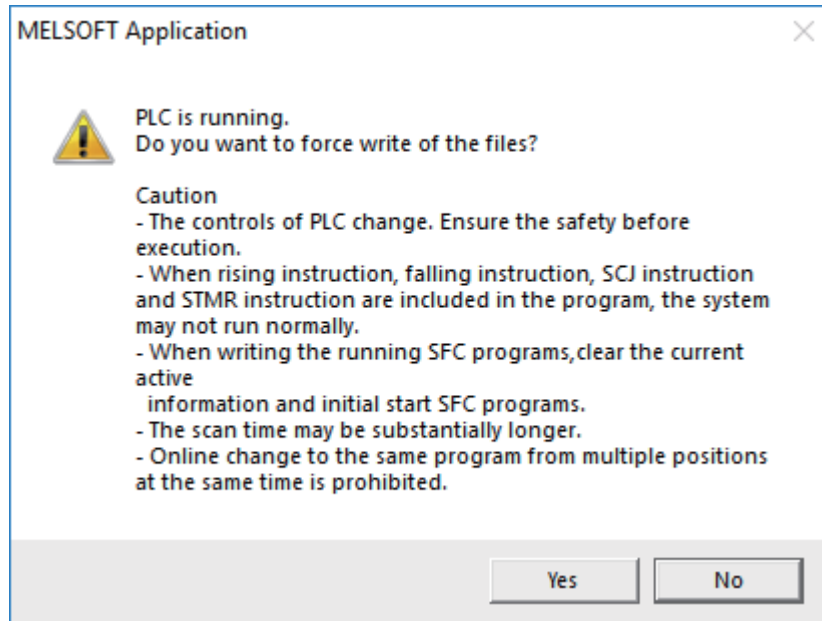 MELSOFT Application
PLC is running.
Do you want to force write of the files?
Caution
- The controls of PLC change. Ensure the safety before
execution.
- When rising instruction, falling instruction, SCJ instruction
and STMR instruction are included in the program, the system
may not run normally.
- When writing the running SFC programs,clear the current
active
information and initial start SFC programs.
- The scan time may be substantially longer.
- Online change to the same program from multiple positions
at the same time is prohibited.
Yes
No